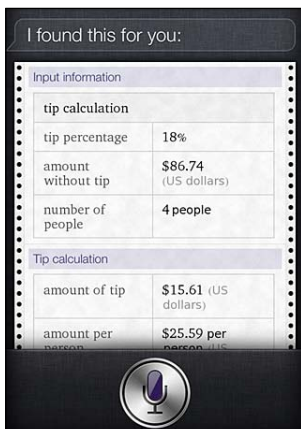 I found this for you:
Input information
tip calculation
tip percentage 18%
amount without tip $86.74 (US dollars)
number of people 4 people
Tip calculation
amount of tip $15.61 (US dollars)
amount per person $25.59 per person (US